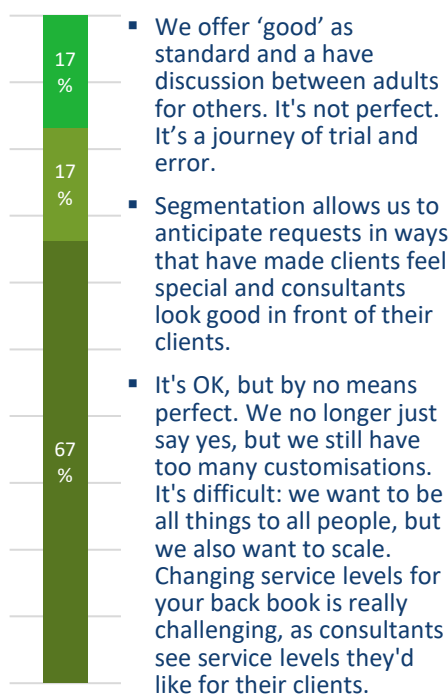 17
%
17
%
67
%
▪ We offer ‘good’ as
standard and a have
discussion between adults
for others. It's not perfect.
It’s a journey of trial and
error.
▪ Segmentation allows us to
anticipate requests in ways
that have made clients feel
special and consultants
look good in front of their
clients.
▪ It's OK, but by no means
perfect. We no longer just
say yes, but we still have
too many customisations.
It's difficult: we want to be
all things to all people, but
we also want to scale.
Changing service levels for
your back book is really
challenging, as consultants
see service levels they'd
like for their clients.